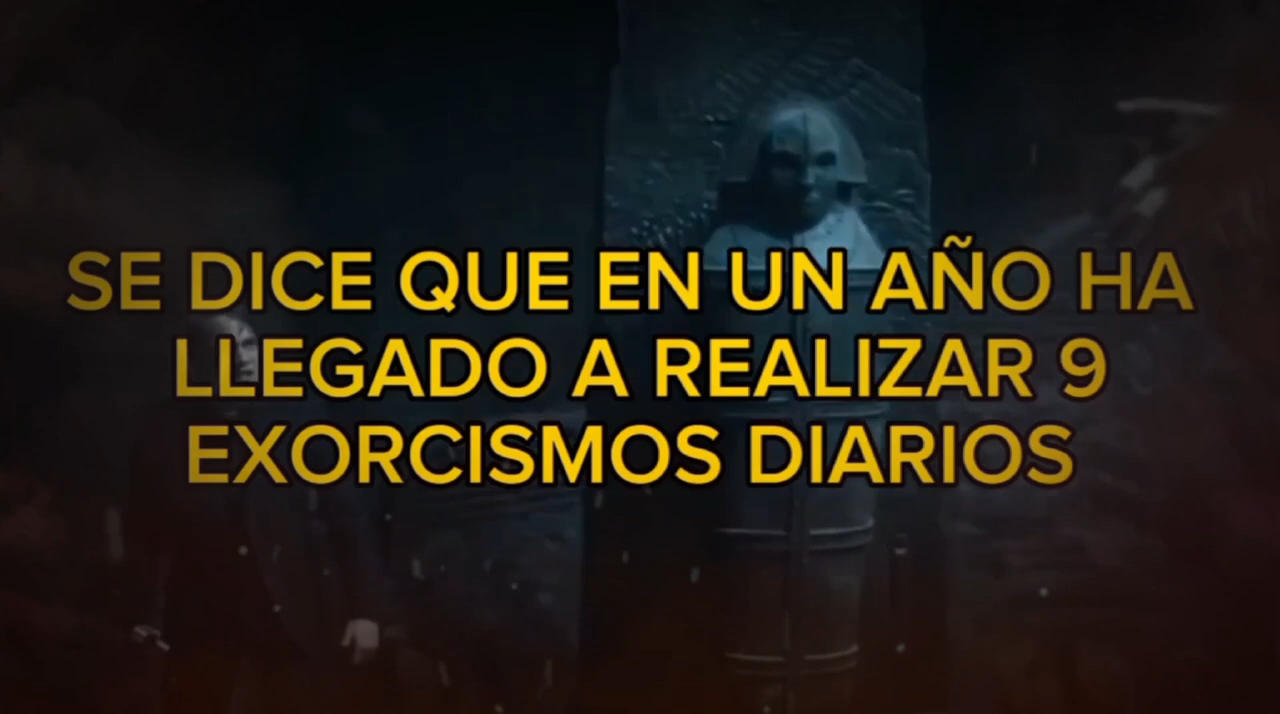 SE DICE QUE EN UN AÑO HA
LLEGADO A REALIZAR 9
EXORCISMOS DIARIOS